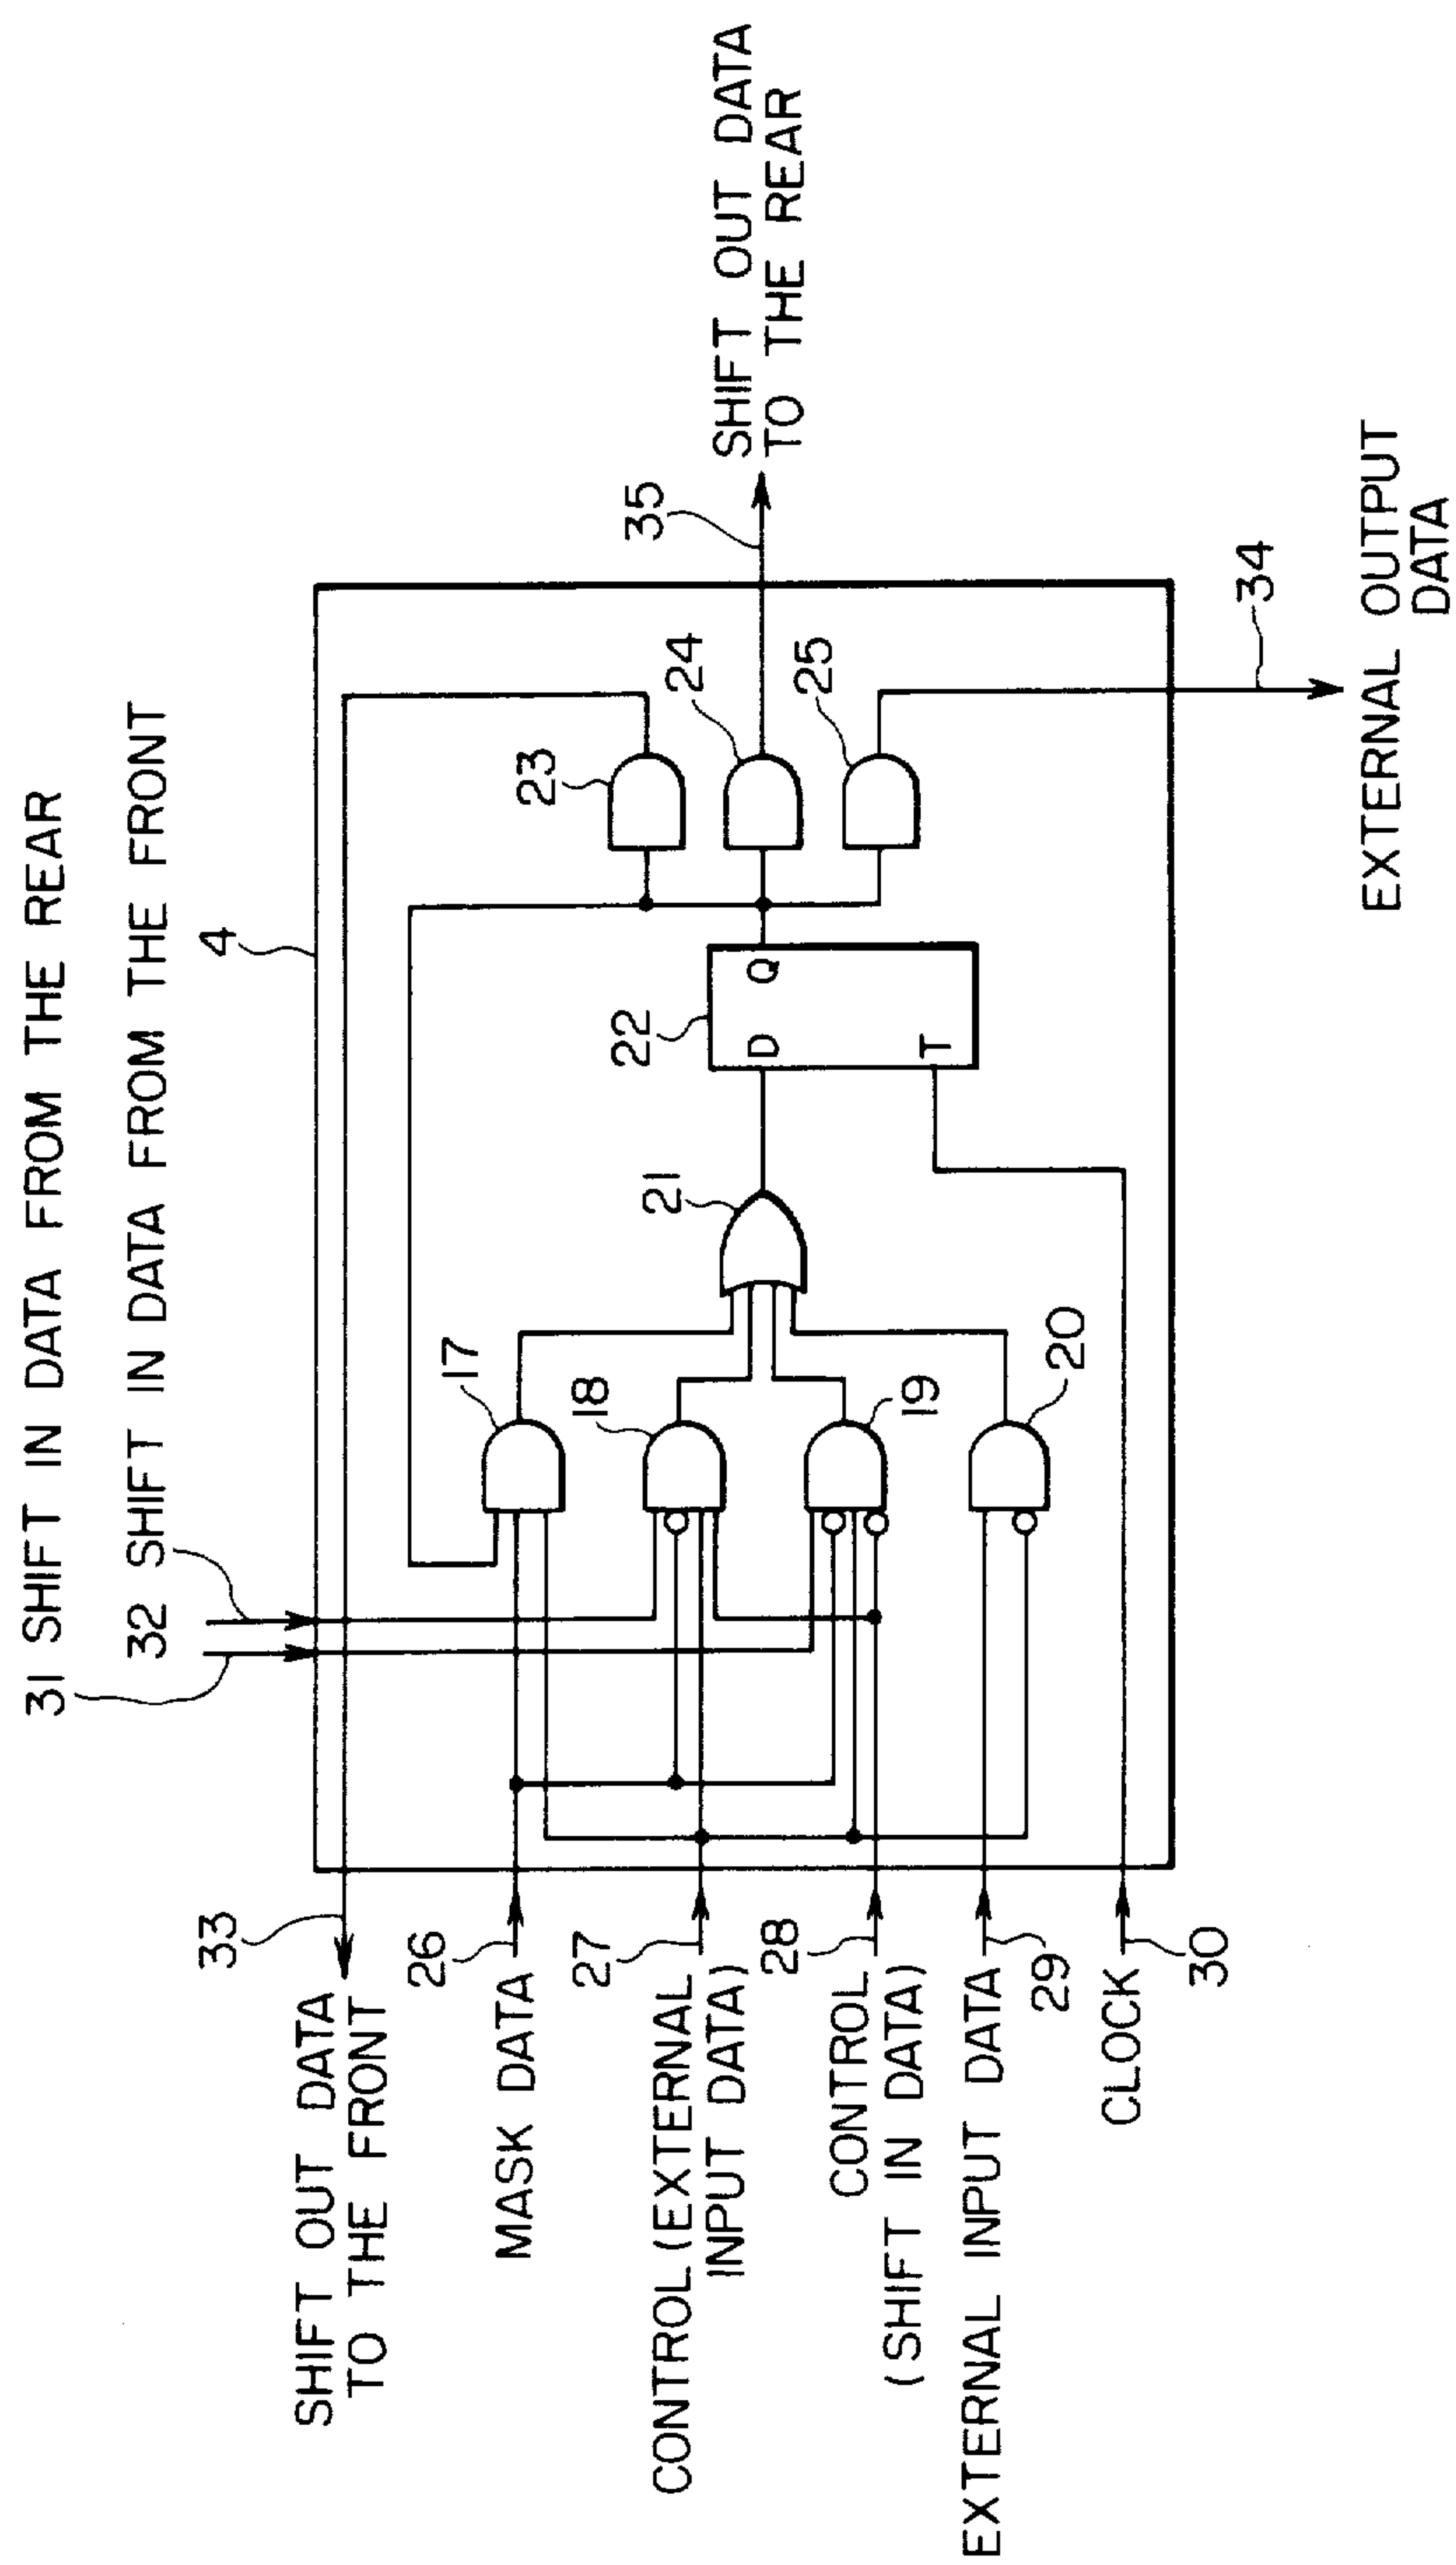 31 SHIFT IN DATA FROM THE REAR
32 SHIFT IN DATA FROM THE FRONT
4
33
SHIFT OUT DATA
TO THE FRONT
26
MASK DATA
27
CONTROL (EXTERNAL
INPUT DATA)
28
CONTROL
(SHIFT IN DATA)
EXTERNAL INPUT DATA
29
CLOCK
30
17
18
19
20
21
22
D
Q
T
23
24
25
35
SHIFT OUT DATA
TO THE REAR
34
EXTERNAL OUTPUT
DATA